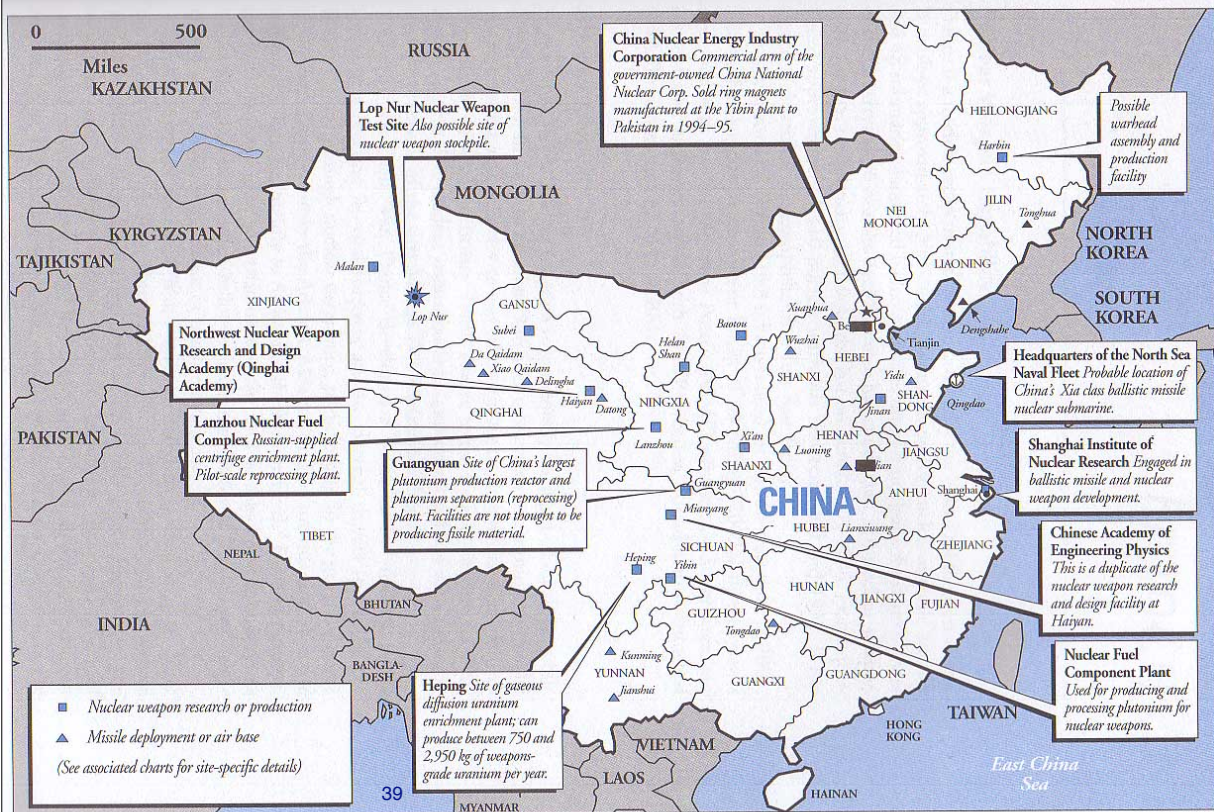 0 500
Miles
KAZAKHSTAN
RUSSIA
MONGOLIA
KYRGYZSTAN
TAJIKISTAN
PAKISTAN
INDIA
NEPAL
BHUTAN
BANGLA-
DESH
MYANMAR
LAOS
VIETNAM
TAIWAN
HONG
KONG
HAINAN
East China
Sea
NORTH
KOREA
SOUTH
KOREA
CHINA
Lop Nur Nuclear Weapon
Test Site Also possible site of
nuclear weapon stockpile.
China Nuclear Energy Industry
Corporation Commercial arm of the
government-owned China National
Nuclear Corp. Sold ring magnets
manufactured at the Yibin plant to
Pakistan in 1994–95.
Possible
warhead
assembly and
production
facility
Northwest Nuclear Weapon
Research and Design
Academy (Qinghai
Academy)
Lanzhou Nuclear Fuel
Complex Russian-supplied
centrifuge enrichment plant.
Pilot-scale reprocessing plant.
Guangyuan Site of China's largest
plutonium production reactor and
plutonium separation (reprocessing)
plant. Facilities are not thought to be
producing fissile material.
Headquarters of the North Sea
Naval Fleet Probable location of
China's Xia class ballistic missile
nuclear submarine.
Shanghai Institute of
Nuclear Research Engaged in
ballistic missile and nuclear
weapon development.
Chinese Academy of
Engineering Physics
This is a duplicate of the
nuclear weapon research
and design facility at
Haiyan.
Nuclear Fuel
Component Plant
Used for producing and
processing plutonium for
nuclear weapons.
Heping Site of gaseous
diffusion uranium
enrichment plant; can
produce between 750 and
2,950 kg of weapons-
grade uranium per year.
HEILONGJIANG
Harbin
JILIN
Tonghua
NEI
MONGOLIA
LIAONING
Dengshahe
XINJIANG
Malan
Lop Nur
GANSU
Subei
Da Qaidam
Xiao Qaidam
Delingha
Haiyan
Datong
QINGHAI
Lanzhou
NINGXIA
Helan
Shan
Baotou
Xuanhua
Wuzhai
SHANXI
Be
Tianjin
HEBEI
Yidu
SHAN-
DONG
Jinan
Qingdao
HENAN
JIANGSU
Xi'an
SHAANXI
Luoning
lian
ANHUI
Shanghai
Guangyuan
Mianyang
HUBEI
Lianxiwang
ZHEJIANG
SICHUAN
Heping
Yibin
HUNAN
JIANGXI
FUJIAN
GUIZHOU
Tongdao
TIBET
YUNNAN
Kunming
Jianshui
GUANGXI
GUANGDONG
Nuclear weapon research or production
Missile deployment or air base
(See associated charts for site-specific details)
39